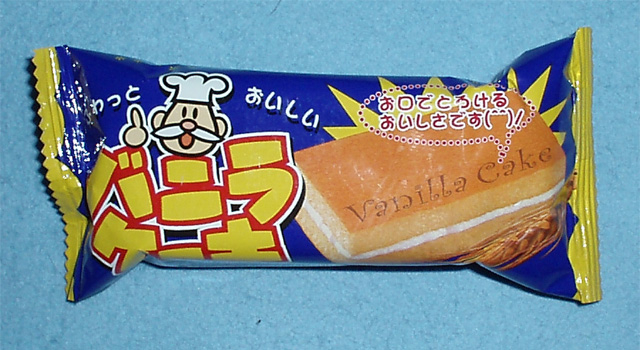 わっと
おいしい
お口でとろける
おいしさです(^^)!
バニラ
ケーキ
Vanilla Cake